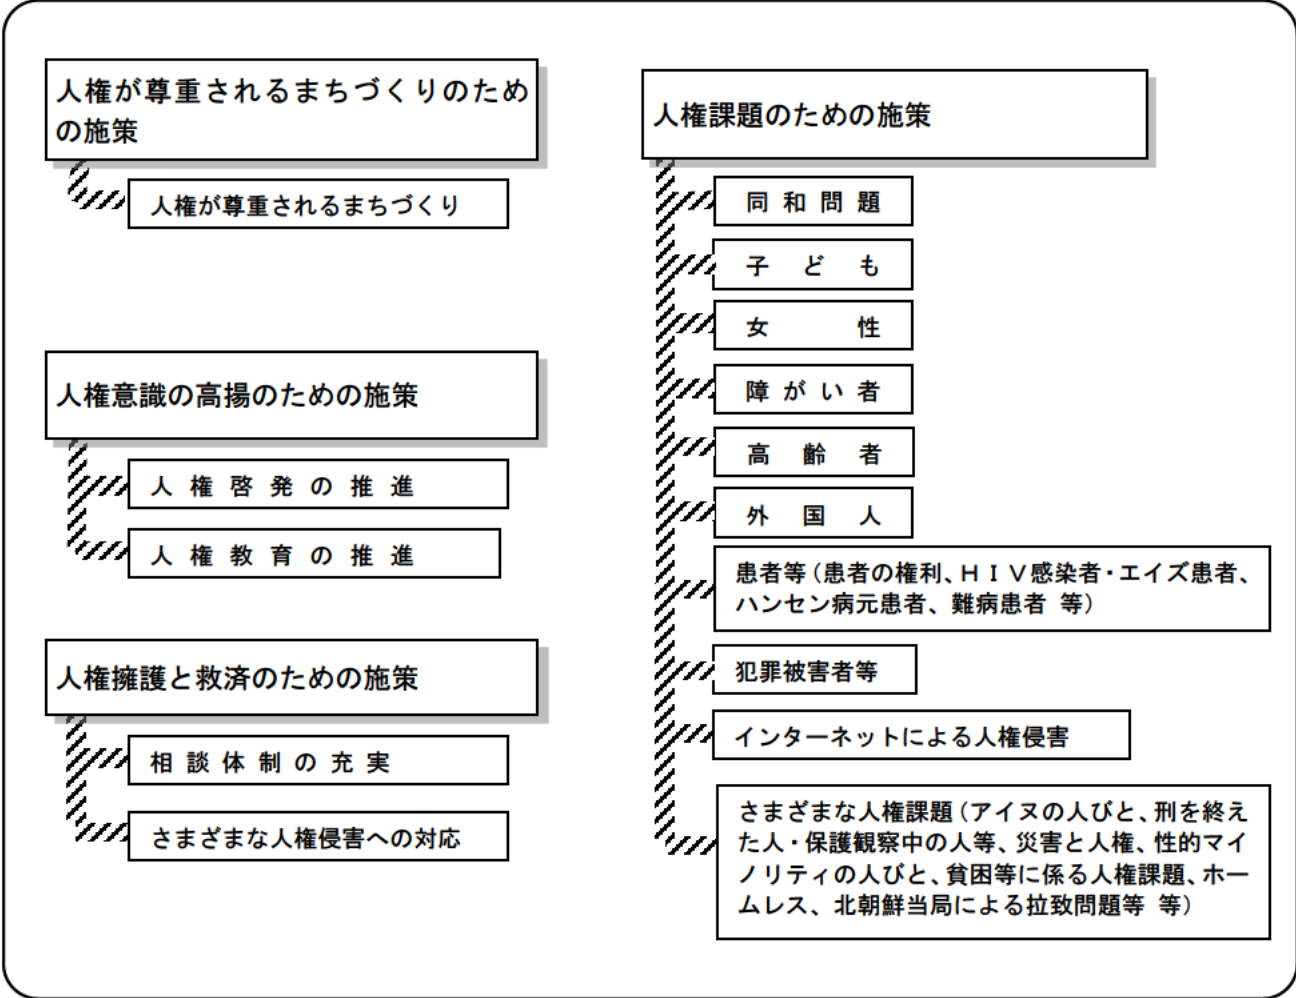 人権が尊重されるまちづくりのため
の施策
人権が尊重されるまちづくり
人権意識の高揚のための施策
人権啓発の推進
人権教育の推進
人権擁護と救済のための施策
相談体制の充実
さまざまな人権侵害への対応
人権課題のための施策
同和問題
子ども
女性
障がい者
高齢者
外国人
患者等（患者の権利、ＨＩＶ感染者・エイズ患者、
ハンセン病元患者、難病患者 等）
犯罪被害者等
インターネットによる人権侵害
さまざまな人権課題（アイヌの人びと、刑を終え
た人・保護観察中の人等、災害と人権、性的マイ
ノリティの人びと、貧困等に係る人権課題、ホー
ムレス、北朝鮮当局による拉致問題等 等）